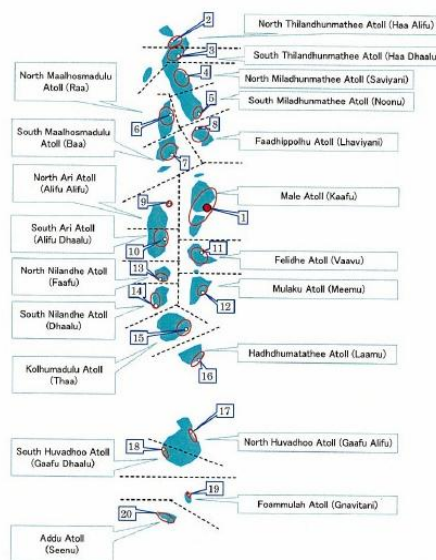 2
North Thilandhunmathee Atoll (Haa Alifu)
3
South Thilandhunmathee Atoll (Haa Dhaalu)
4
North Miladhunmathee Atoll (Saviyani)
North Maalhosmadulu
Atoll (Raa)
5
South Miladhunmathee Atoll (Noonu)
6
8
South Maalhosmadulu
Atoll (Baa)
Faadhippolhu Atoll (Lhaviyani)
7
North Ari Atoll
(Alifu Alifu)
Male Atoll (Kaafu)
9
1
South Ari Atoll
(Alifu Dhaalu)
10
11
Felidhe Atoll (Vaavu)
North Nilandhe Atoll
(Faafu)
13
14
12
Mulaku Atoll (Meemu)
South Nilandhe Atoll
(Dhaalu)
15
Kolhumadulu Atoll
(Thaa)
Hadhdhumatathee Atoll (Laamu)
16
17
18
South Huvadhoo Atoll
(Gaafu Dhaalu)
North Huvadhoo Atoll (Gaafu Alifu)
19
20
Foammulah Atoll (Gnavitani)
Addu Atoll
(Seenu)